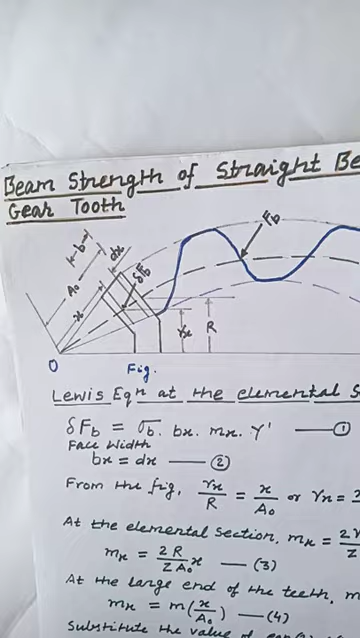 Beam Strength of Straight Be
Gear Tooth
Fb
b
dx
δFb
A₀
x
rx
R
O
Fig.
Lewis Eqn at the elemental S
δFb = σb. bx. mx. Y' —— ①
Face Width
bx = dx —— ②
From the fig, rx/R = x/A₀ or rx =
At the elemental section, mx = 2r/z
mx = 2R/ZA₀ x — (3)
At the large end of the teeth, m
mx = m(x/A₀) — (4)
Substitute the value of